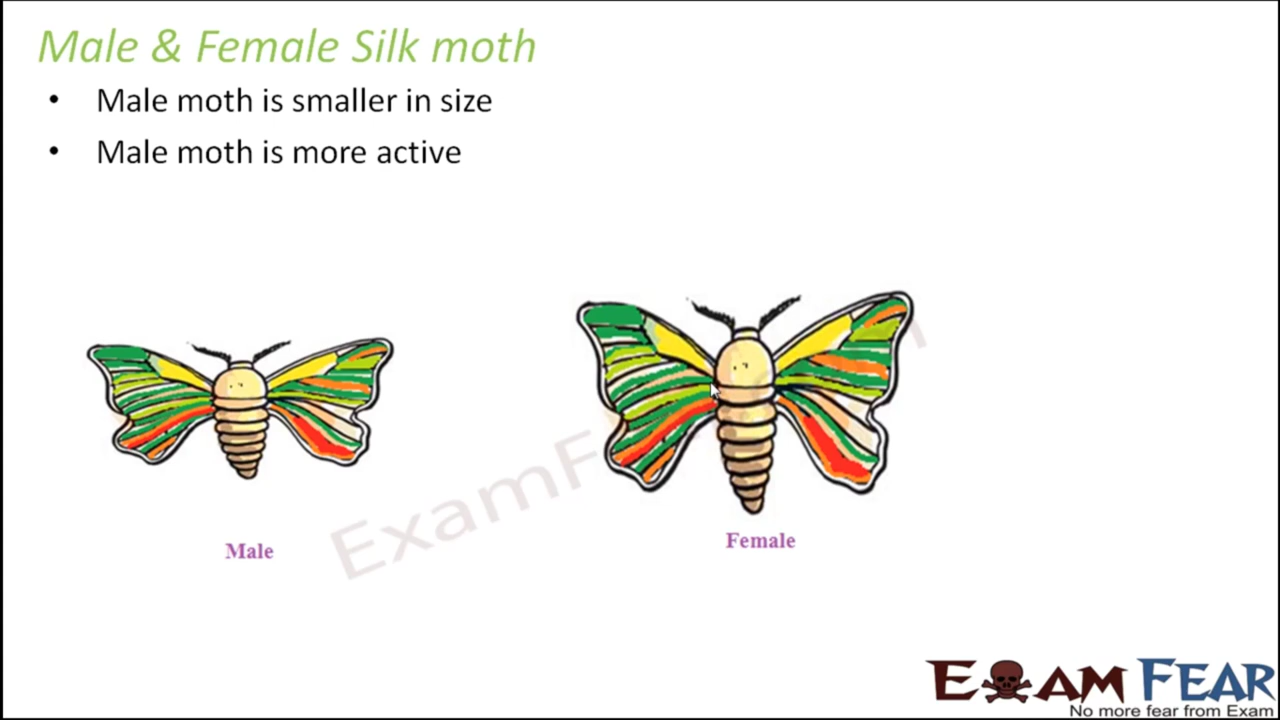 Male & Female Silk moth
• Male moth is smaller in size
• Male moth is more active
ExamF
Male
Female
EXAM FEAR
No more fear from Exam